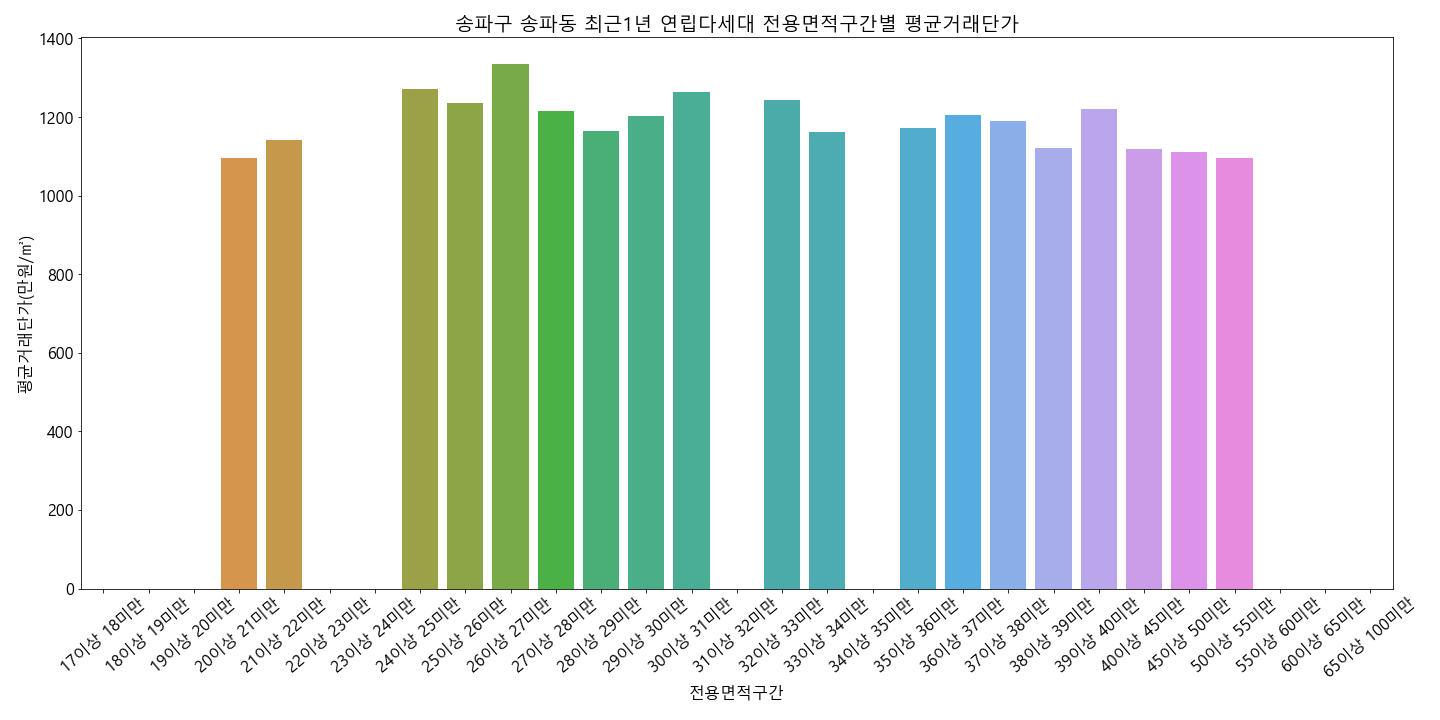 송파구 송파동 최근1년 연립다세대 전용면적구간별 평균거래단가
평균거래단가(만원/㎡)
1400
1200
1000
800
600
400
200
0
17이상 18미만
18이상 19미만
19이상 20미만
20이상 21미만
21이상 22미만
22이상 23미만
23이상 24미만
24이상 25미만
25이상 26미만
26이상 27미만
27이상 28미만
28이상 29미만
29이상 30미만
30이상 31미만
31이상 32미만
32이상 33미만
33이상 34미만
34이상 35미만
35이상 36미만
36이상 37미만
37이상 38미만
38이상 39미만
39이상 40미만
40이상 45미만
45이상 50미만
50이상 55미만
55이상 60미만
60이상 65미만
65이상 100미만
전용면적구간